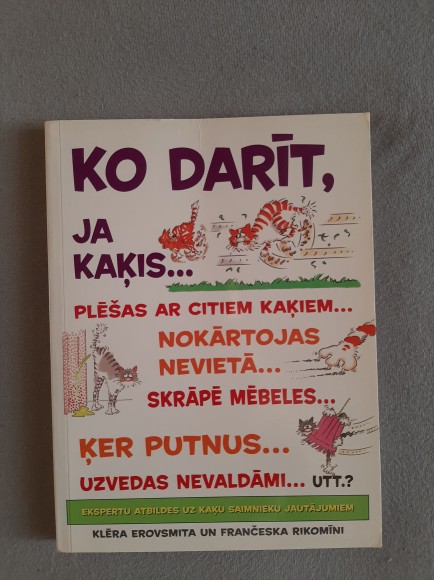 KO DARĪT,
JA
KAĶIS...
PLĒŠAS AR CITIEM KAĶIEM...
NOKĀRTOJAS
NEVIETĀ...
SKRĀPĒ MĒBELES...
ĶER PUTNUS...
UZVEDAS NEVALDĀMI... UTT.?
EKSPERTU ATBILDES UZ KAĶU SAIMNIEKU JAUTĀJUMIEM
KLĒRA EROVSMITA UN FRANČESKA RIKOMĪNI